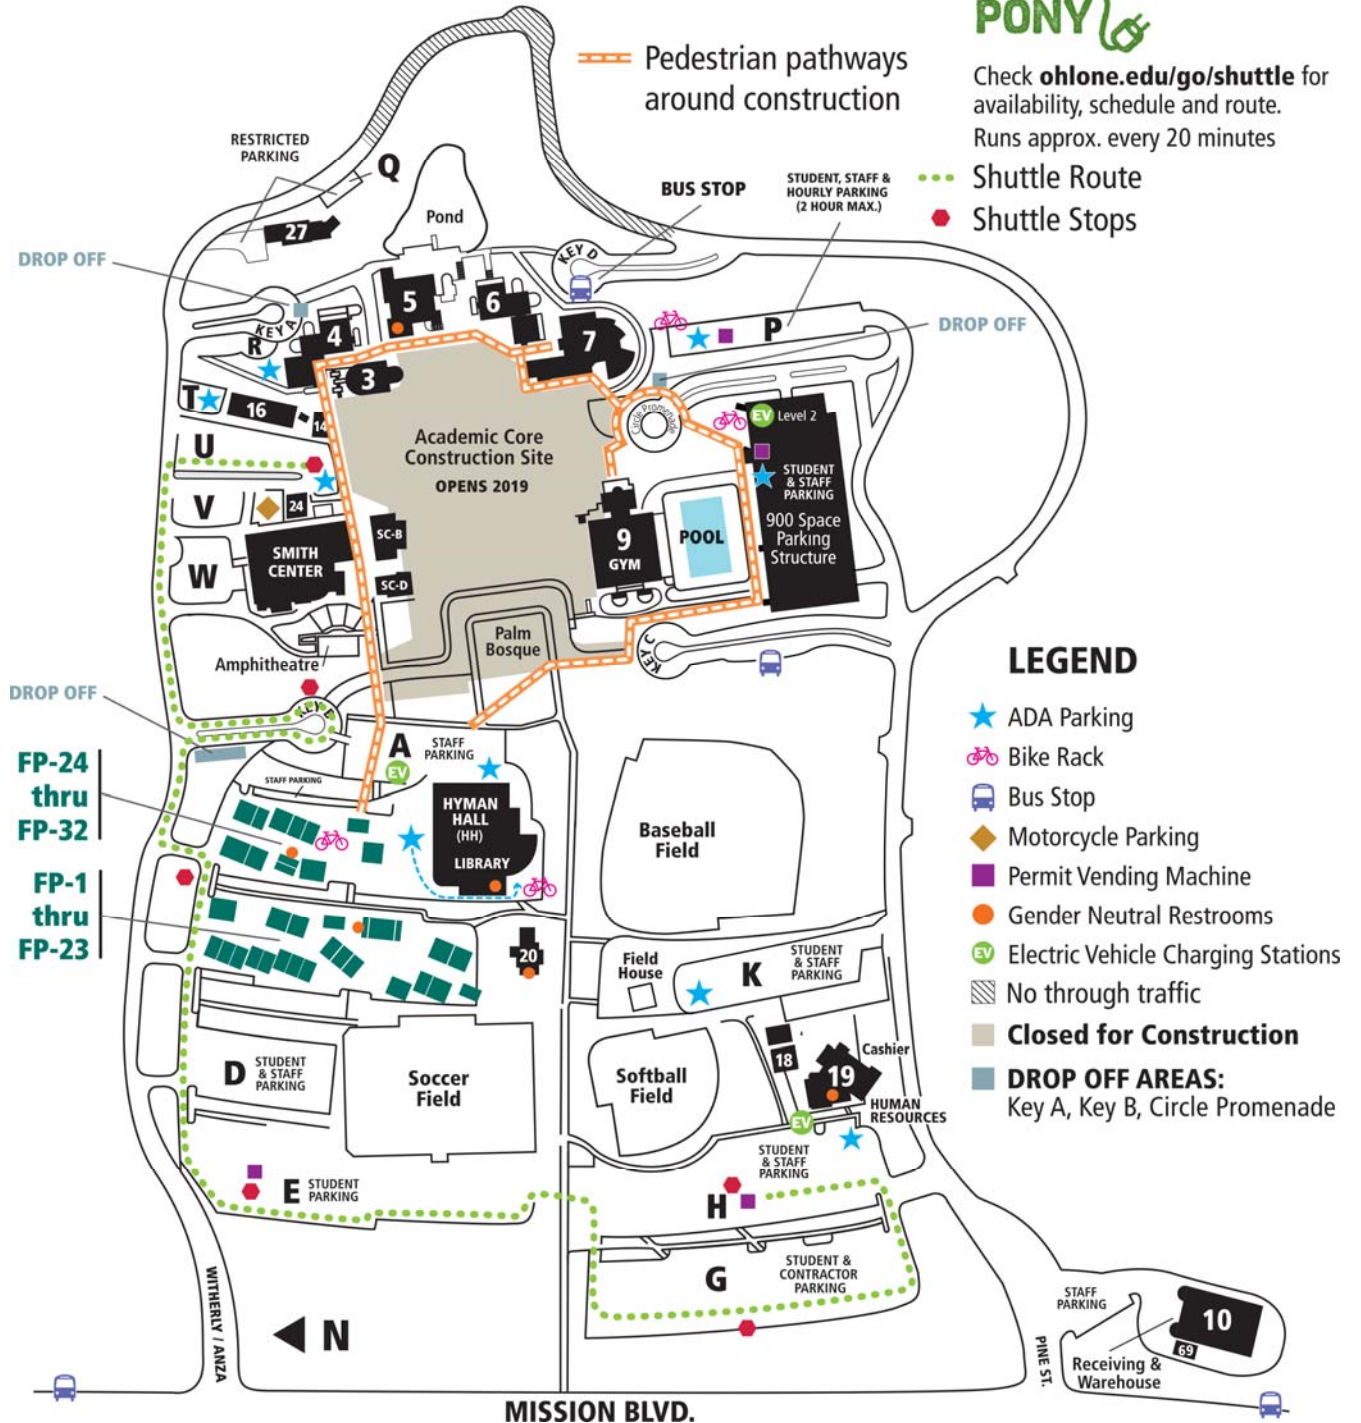 PONY
Check ohlone.edu/go/shuttle for
availability, schedule and route.
Runs approx. every 20 minutes
Shuttle Route
Shuttle Stops
Pedestrian pathways
around construction
RESTRICTED
PARKING
Q
27
Pond
BUS STOP
STUDENT, STAFF &
HOURLY PARKING
(2 HOUR MAX.)
KEY D
DROP OFF
KEY A
R
4
5
6
7
3
P
DROP OFF
T
16
14
U
V
24
W
SMITH
CENTER
Academic Core
Construction Site
OPENS 2019
SC-B
SC-D
Circle Promenade
EV
Level 2
STUDENT
& STAFF
PARKING
900 Space
Parking
Structure
9
GYM
POOL
Palm
Bosque
KEY C
Amphitheatre
DROP OFF
KEY B
A
STAFF
PARKING
EV
STAFF PARKING
FP-24
thru
FP-32
HYMAN
HALL
(HH)
LIBRARY
FP-1
thru
FP-23
20
Baseball
Field
Field
House
K
STUDENT
& STAFF
PARKING
D
STUDENT
& STAFF
PARKING
Soccer
Field
Softball
Field
18
19
Cashier
HUMAN
RESOURCES
EV
STUDENT
& STAFF
PARKING
E
STUDENT
PARKING
H
G
STUDENT &
CONTRACTOR
PARKING
N
WITHERLY / ANZA
STAFF
PARKING
10
69
Receiving &
Warehouse
PINE ST.
MISSION BLVD.
LEGEND
ADA Parking
Bike Rack
Bus Stop
Motorcycle Parking
Permit Vending Machine
Gender Neutral Restrooms
EV Electric Vehicle Charging Stations
No through traffic
Closed for Construction
DROP OFF AREAS:
Key A, Key B, Circle Promenade